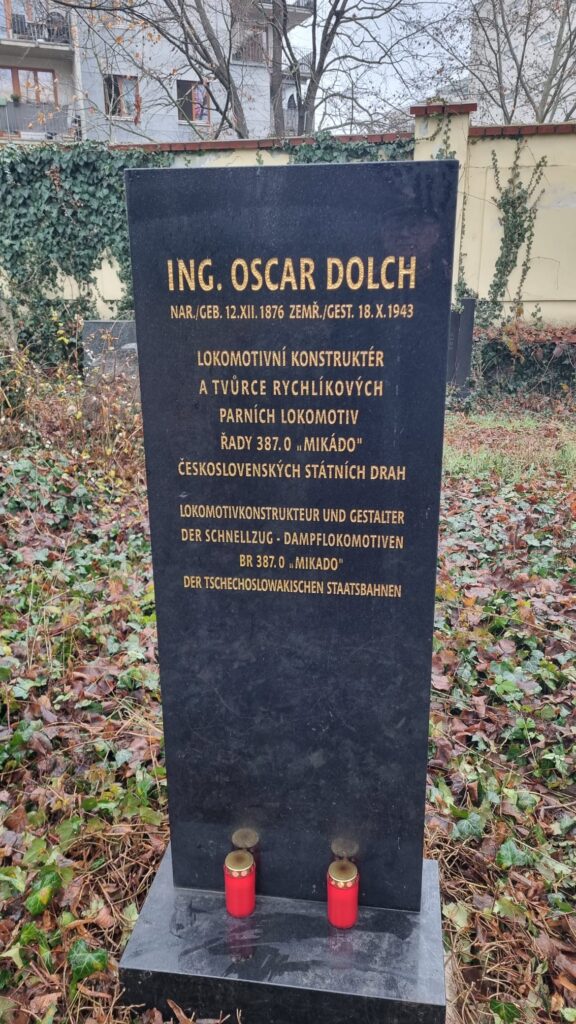 ING. OSCAR DOLCH
NAR./GEB. 12.XII. 1876 ZEMŘ./GEST. 18.X.1943
LOKOMOTIVNÍ KONSTRUKTÉR
A TVŮRCE RYCHLÍKOVÝCH
PARNÍCH LOKOMOTIV
ŘADY 387.0 „MIKÁDO"
ČESKOSLOVENSKÝCH STÁTNÍCH DRAH
LOKOMOTIVKONSTRUKTEUR UND GESTALTER
DER SCHNELLZUG - DAMPFLOKOMOTIVEN
BR 387.0 „MIKADO"
DER TSCHECHOSLOWAKISCHEN STAATSBAHNEN